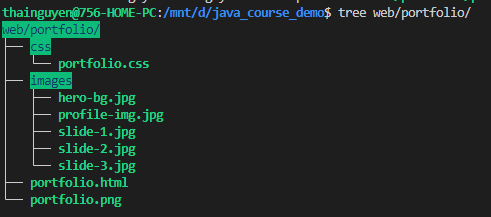 thainguyen@756-HOME-PC:/mnt/d/java_course_demo$ tree web/portfolio/
web/portfolio/
├── css
│   └── portfolio.css
├── images
│   ├── hero-bg.jpg
│   ├── profile-img.jpg
│   ├── slide-1.jpg
│   ├── slide-2.jpg
│   └── slide-3.jpg
├── portfolio.html
└── portfolio.png